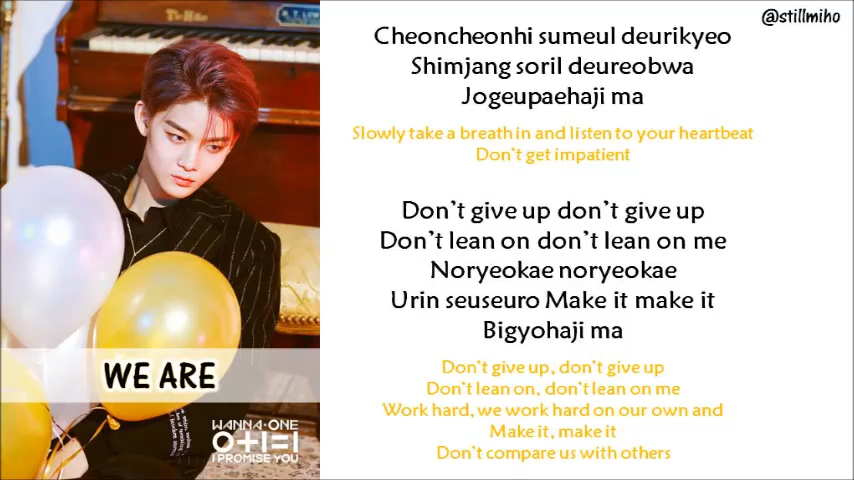 @stillmiho
Cheoncheonhi sumeul deurikyeo
Shimjang soril deureobwa
Jogeupaehaji ma
Slowly take a breath in and listen to your heartbeat
Don't get impatient
Don't give up don't give up
Don't lean on don't lean on me
Noryeokae noryeokae
Urin seuseuro Make it make it
Bigyohaji ma
Don't give up, don't give up
Don't lean on, don't lean on me
Work hard, we work hard on our own and
Make it, make it
Don't compare us with others
WE ARE
WANNA·ONE
I PROMISE YOU